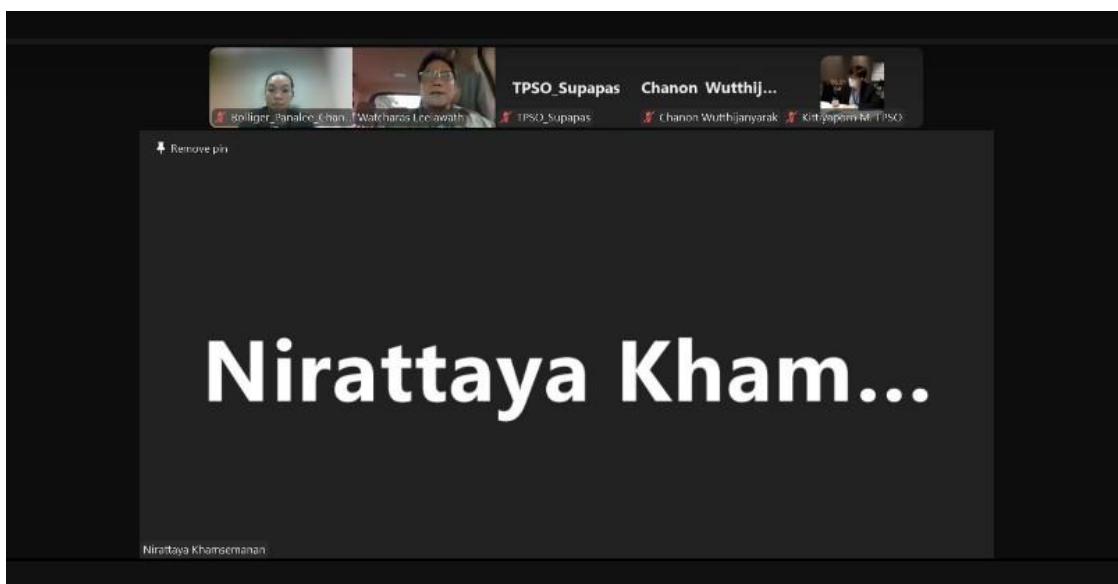 TPSO_Supapas
Chanon Wutthij...
Bolliger_Panalee_Chan...
Watcharas Leelawath
TPSO_Supapas
Chanon Wutthijanyarak
Kittiyaporn M. TPSO
Remove pin
Nirattaya Kham...
Nirattaya Khamsemanan